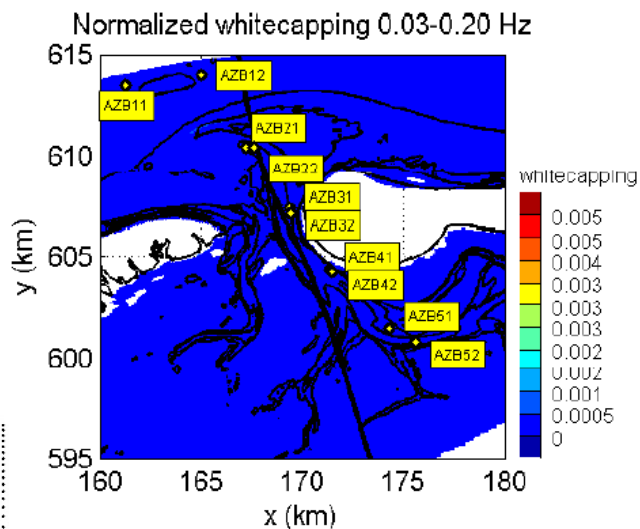 Normalized whitecapping 0.03-0.20 Hz
615
610
605
600
595
y (km)
160
165
170
175
180
x (km)
AZB11
AZB12
AZB21
AZB22
AZB31
AZB32
AZB41
AZB42
AZB51
AZB52
whitecapping
0.005
0.005
0.004
0.003
0.003
0.003
0.002
0.002
0.001
0.0005
0